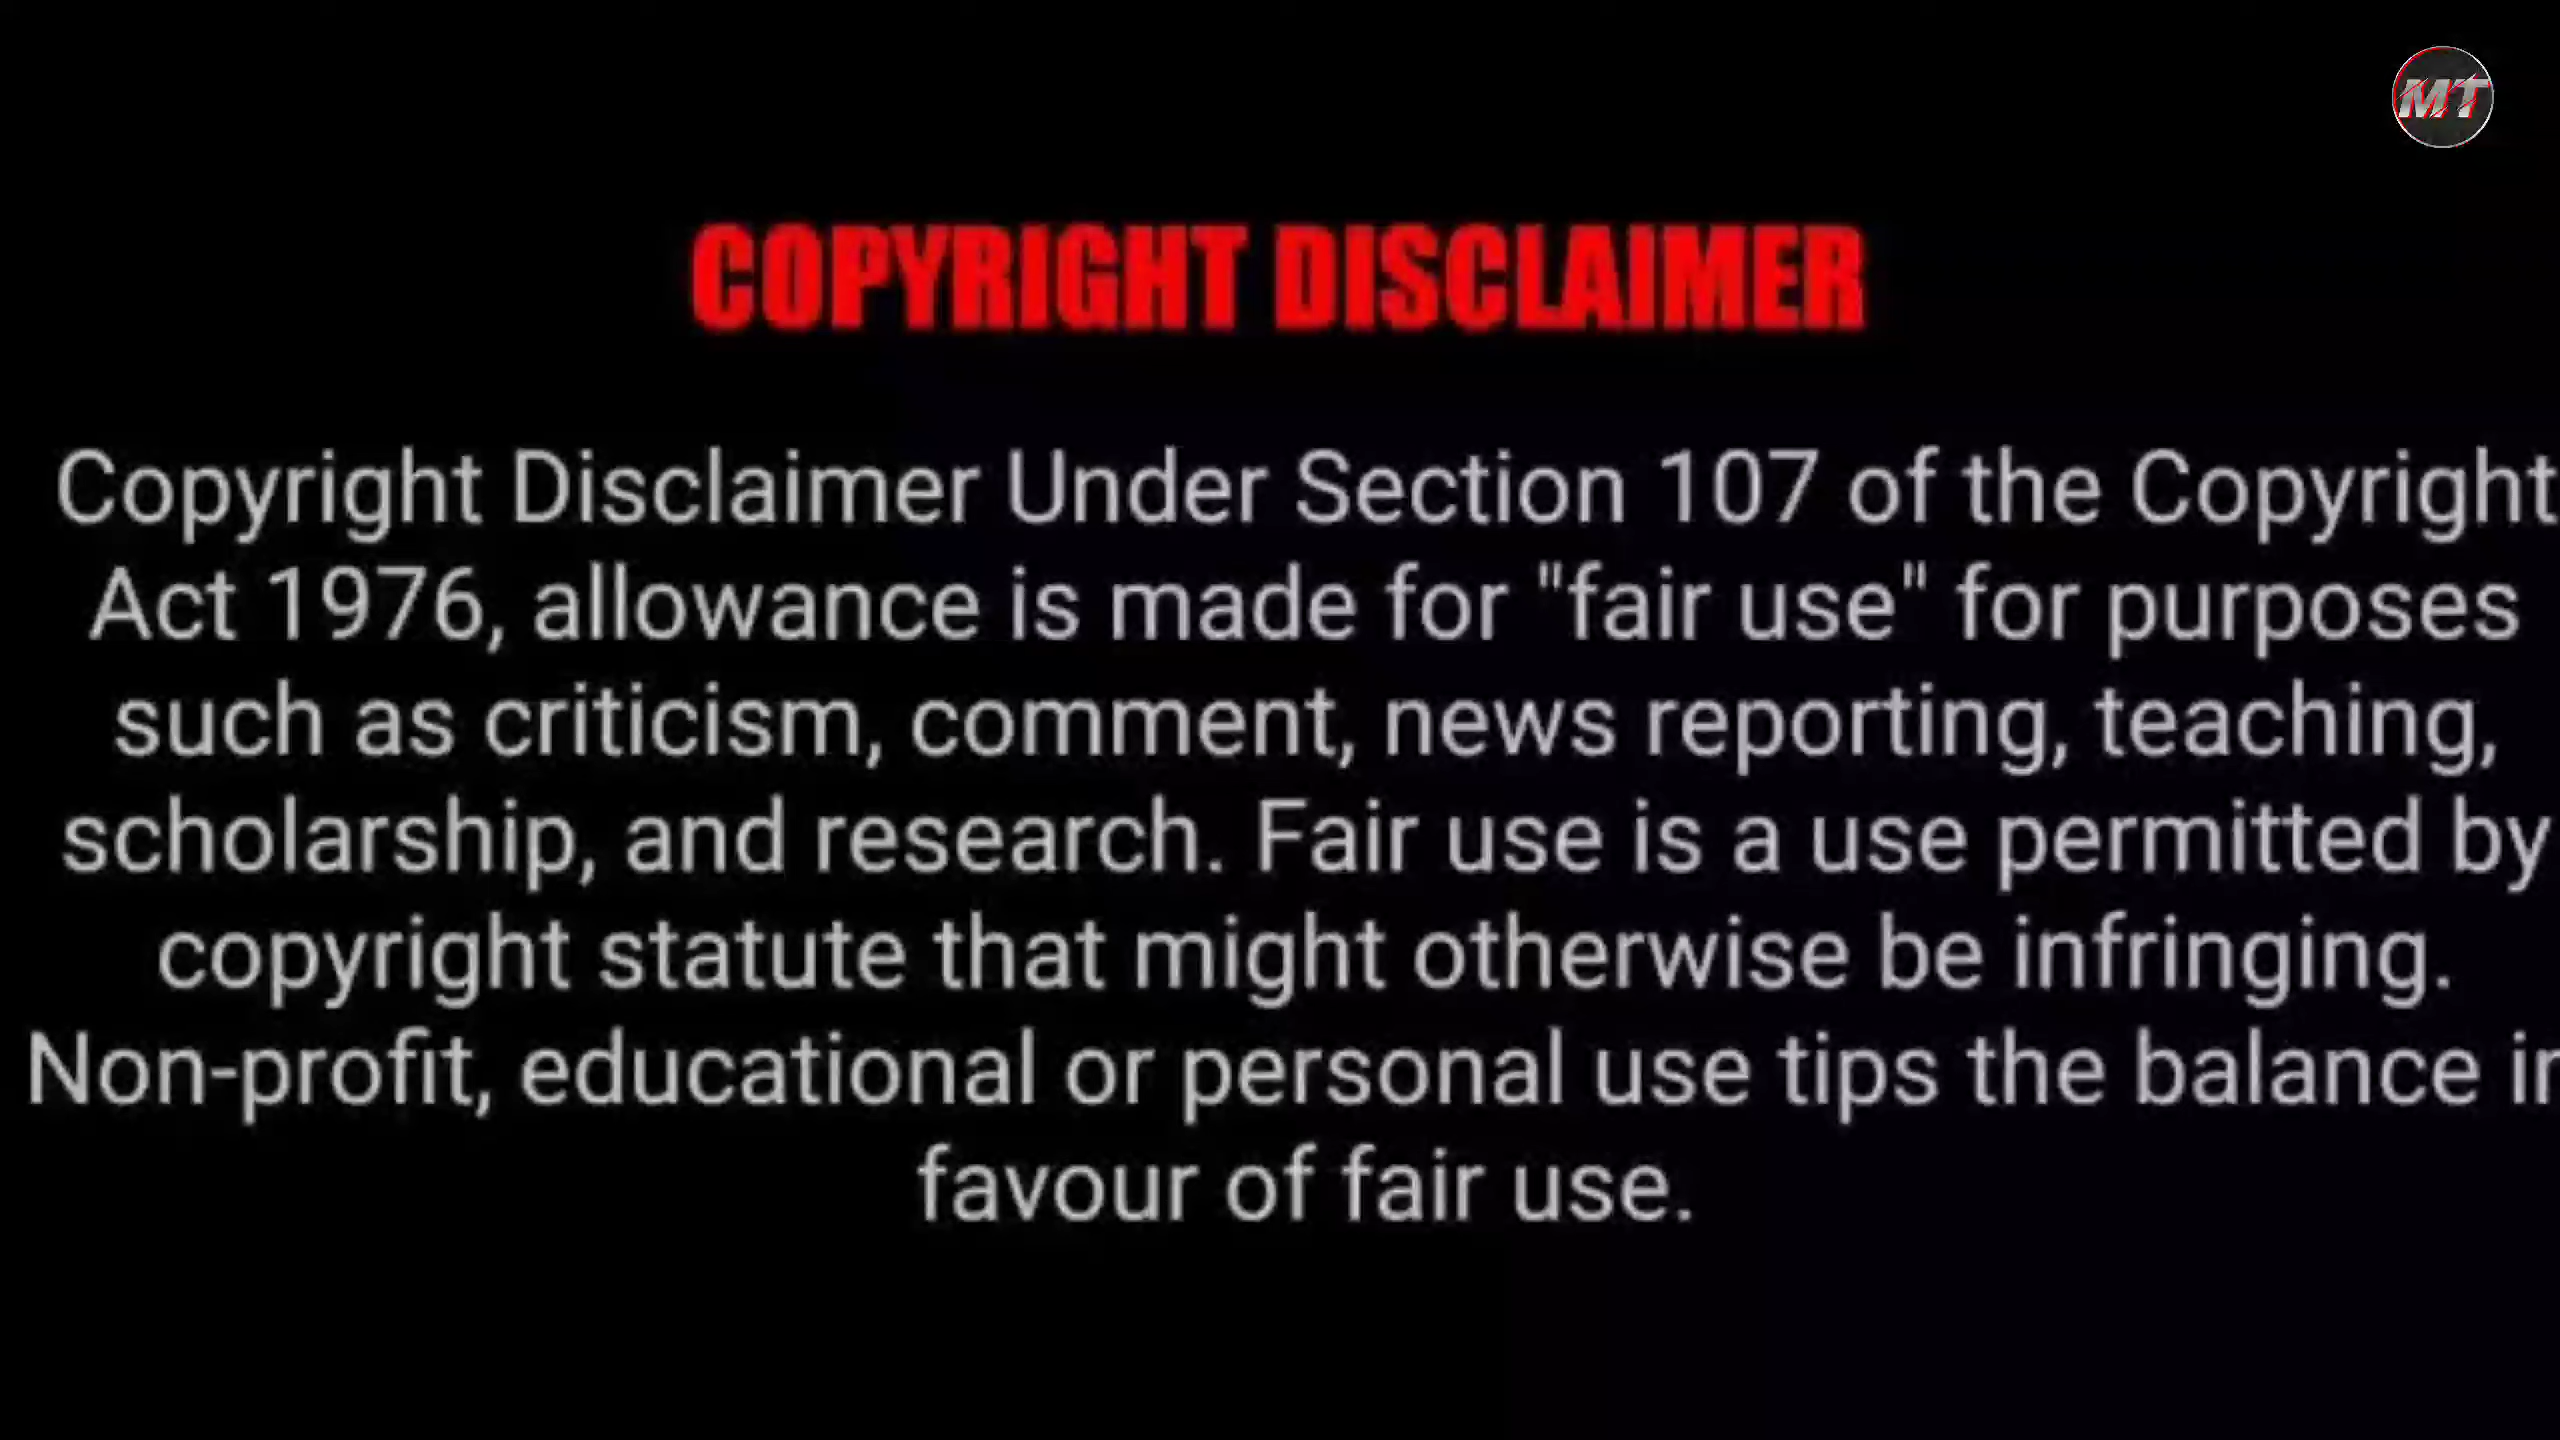 MT
COPYRIGHT DISCLAIMER
Copyright Disclaimer Under Section 107 of the Copyright
Act 1976, allowance is made for "fair use" for purposes
such as criticism, comment, news reporting, teaching,
scholarship, and research. Fair use is a use permitted by
copyright statute that might otherwise be infringing.
Non-profit, educational or personal use tips the balance in
favour of fair use.